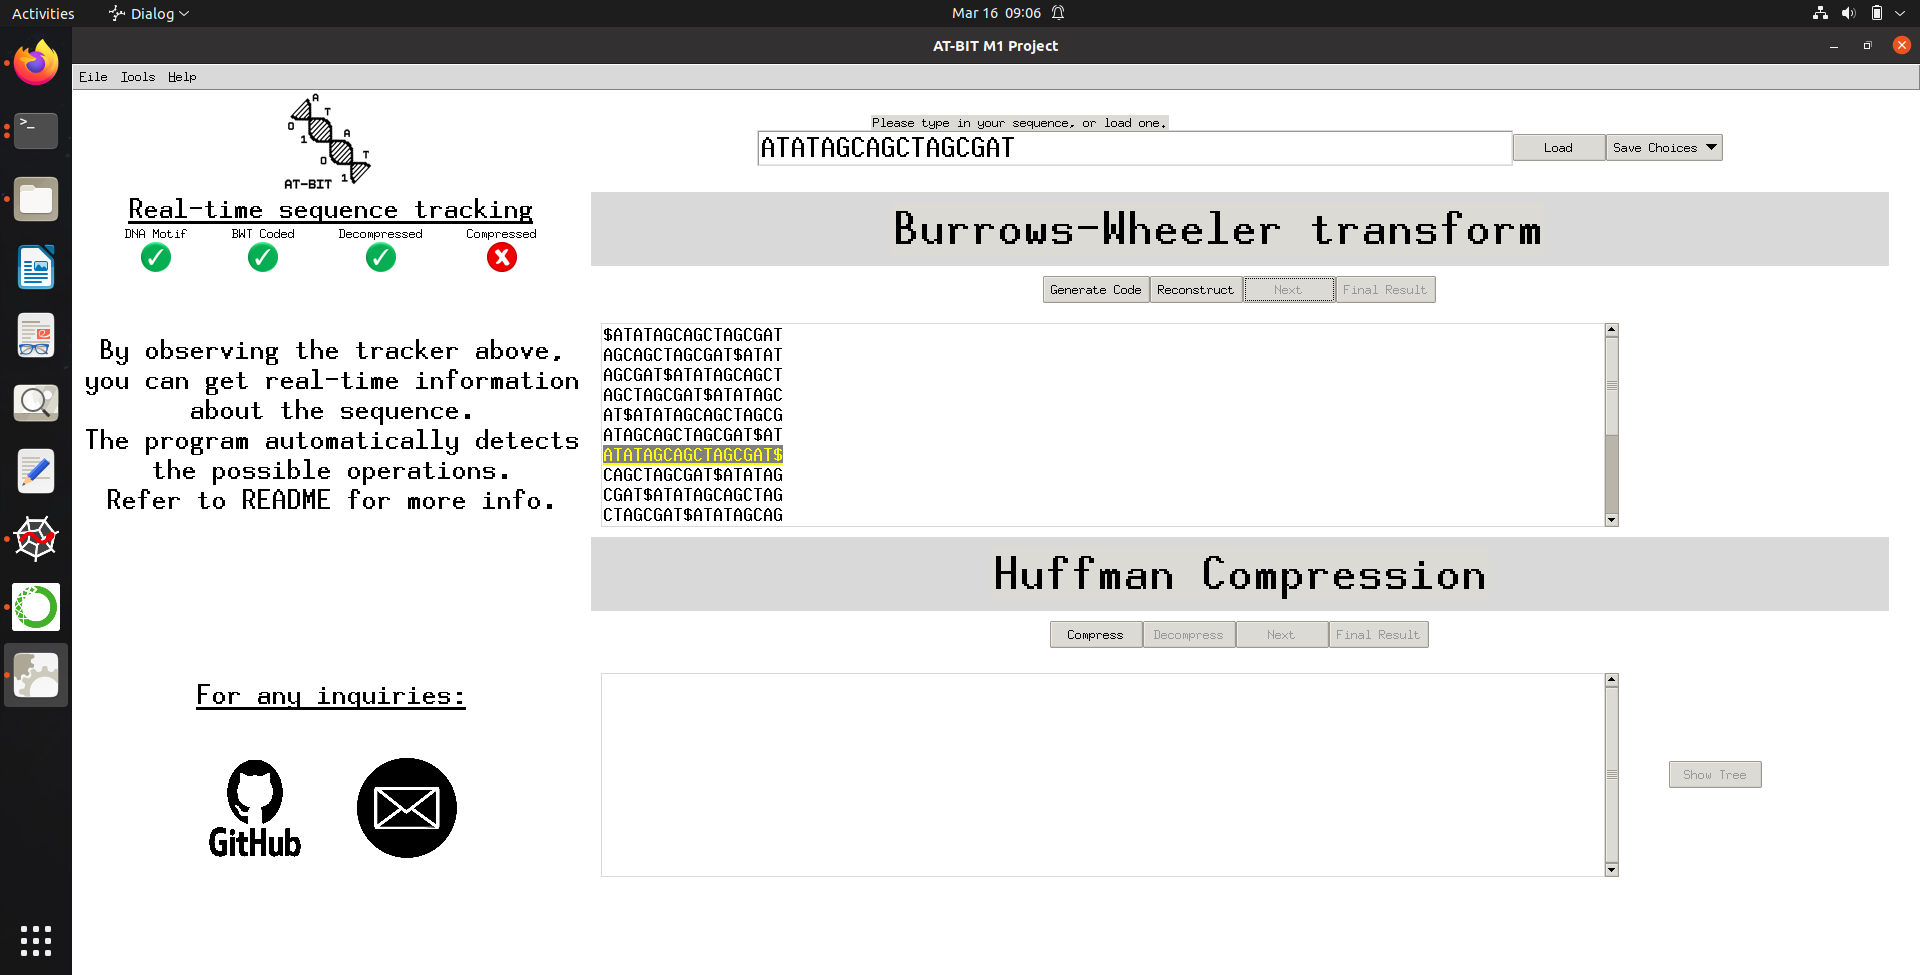 Activities
Dialog
Mar 16 09:06
AT-BIT M1 Project
File Tools Help
A
T
0
A
1
T
0
1
AT-BIT
Please type in your sequence, or load one.
ATATAGCAGCTAGCGAT
Load
Save Choices
Real-time sequence tracking
DNA Motif
BWT Coded
Decompressed
Compressed
Burrows-Wheeler transform
Generate Code
Reconstruct
Next
Final Result
By observing the tracker above,
you can get real-time information
about the sequence.
The program automatically detects
the possible operations.
Refer to README for more info.
$ATATAGCAGCTAGCGAT
AGCAGCTAGCGAT$ATAT
AGCGAT$ATATAGCAGCT
AGCTAGCGAT$ATATAGC
AT$ATATAGCAGCTAGCG
ATAGCAGCTAGCGAT$AT
ATATAGCAGCTAGCGAT$
CAGCTAGCGAT$ATATAG
CGAT$ATATAGCAGCTAG
CTAGCGAT$ATATAGCAG
Huffman Compression
Compress
Decompress
Next
Final Result
Show Tree
For any inquiries:
GitHub